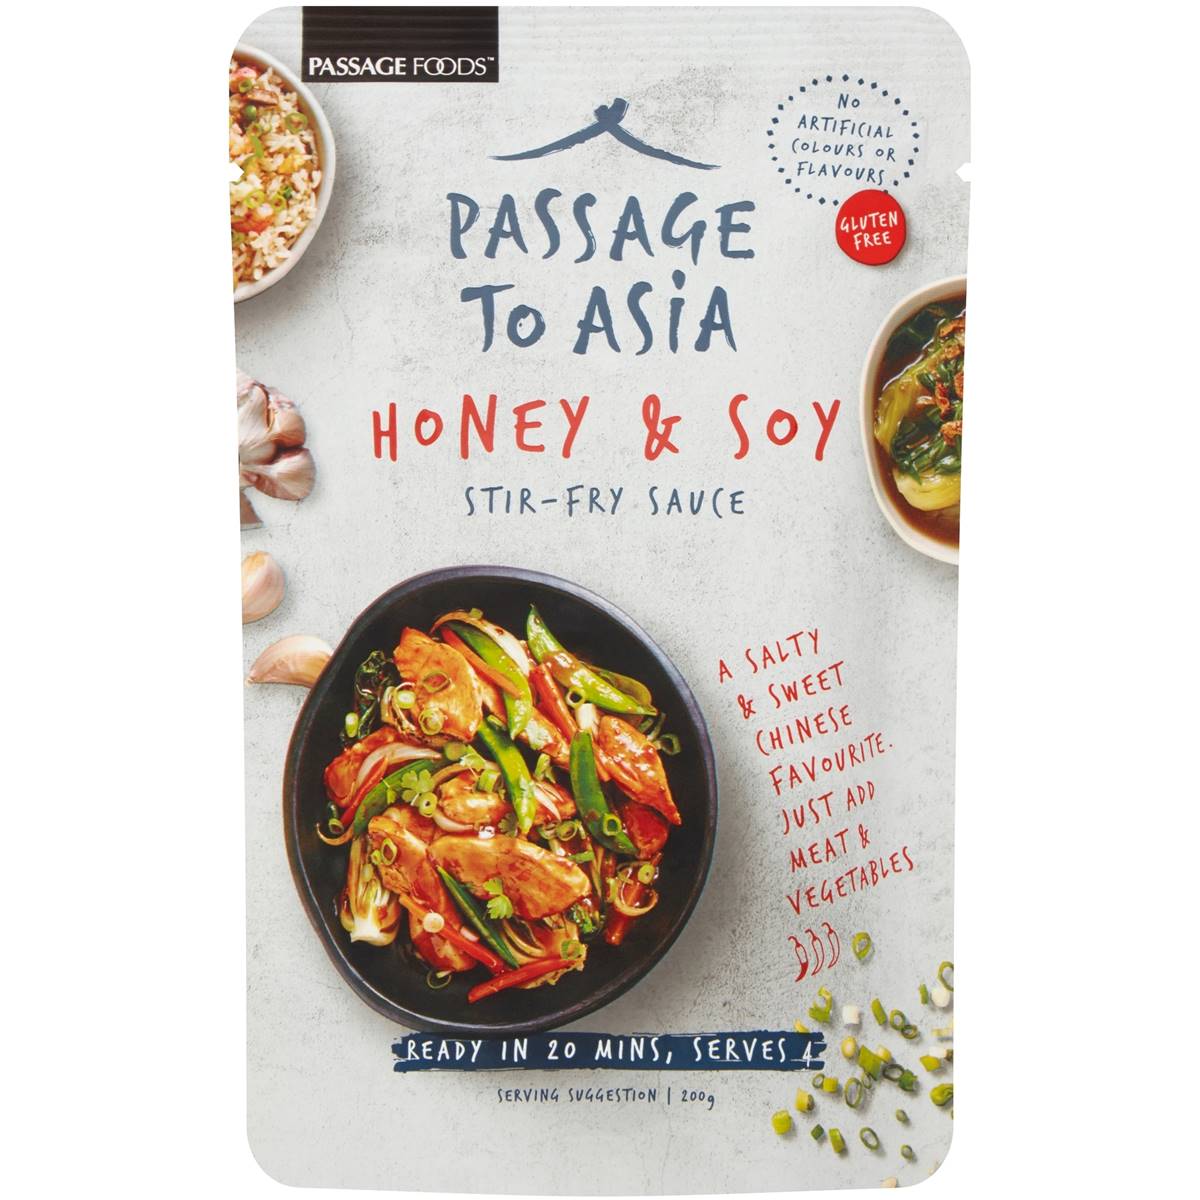 PASSAGE FOODS™
NO
ARTIFICIAL
COLOURS OR
FLAVOURS
GLUTEN
FREE
PASSAGE
TO ASIA
HONEY & SOY
STIR-FRY SAUCE
A SALTY
& SWEET
CHINESE
FAVOURITE.
JUST ADD
MEAT &
VEGETABLES
READY IN 20 MINS, SERVES 4
SERVING SUGGESTION | 200g